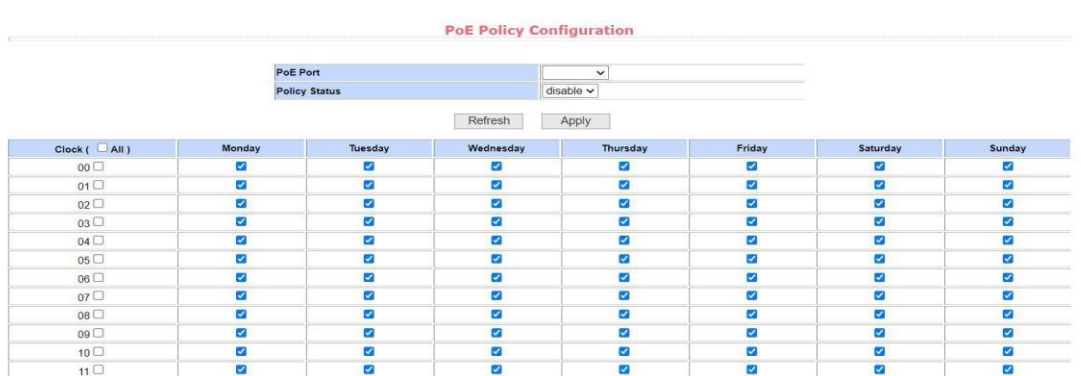 PoE Policy Configuration
PoE Port
Policy Status disable
Refresh Apply
Clock ( All ) Monday Tuesday Wednesday Thursday Friday Saturday Sunday
00
01
02
03
04
05
06
07
08
09
10
11